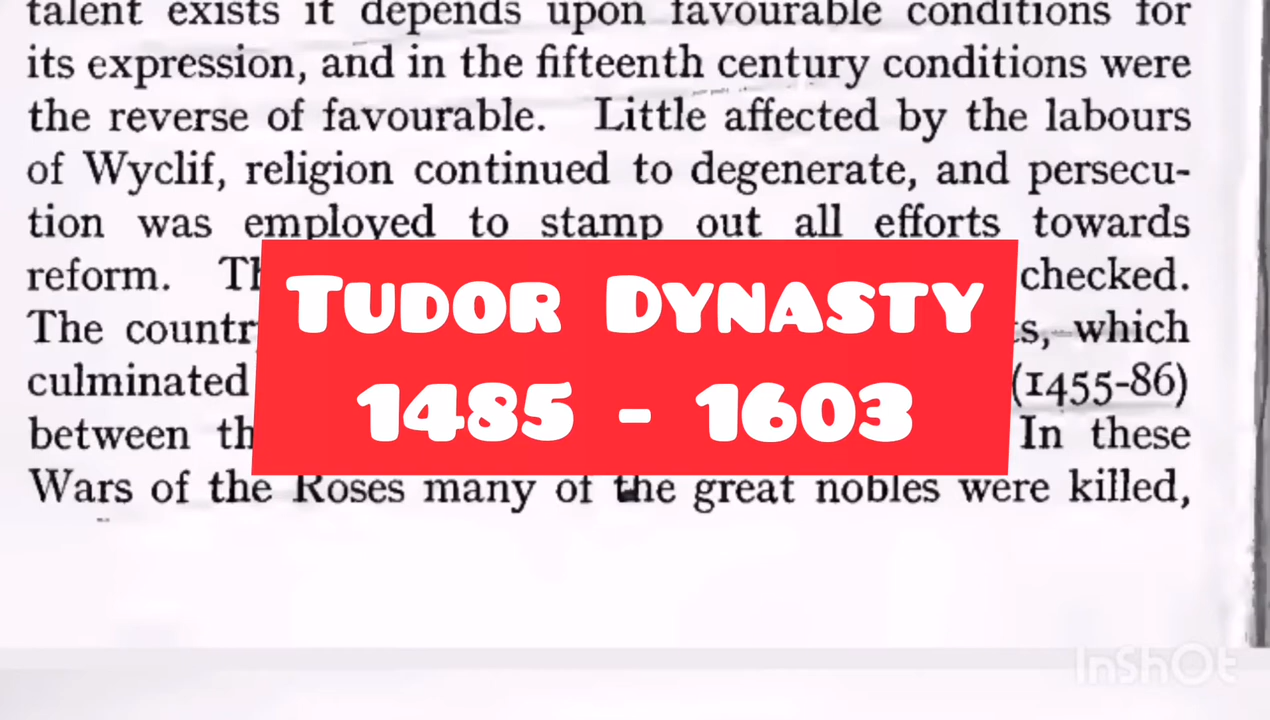 talent exists it depends upon favourable conditions for
its expression, and in the fifteenth century conditions were
the reverse of favourable. Little affected by the labours
of Wyclif, religion continued to degenerate, and persecu-
tion was employed to stamp out all efforts towards
reform. checked.
The which
culminated (1455-86)
between In these
Wars of the Roses many of the great nobles were killed,
Tudor Dynasty
1485 - 1603
InShOt